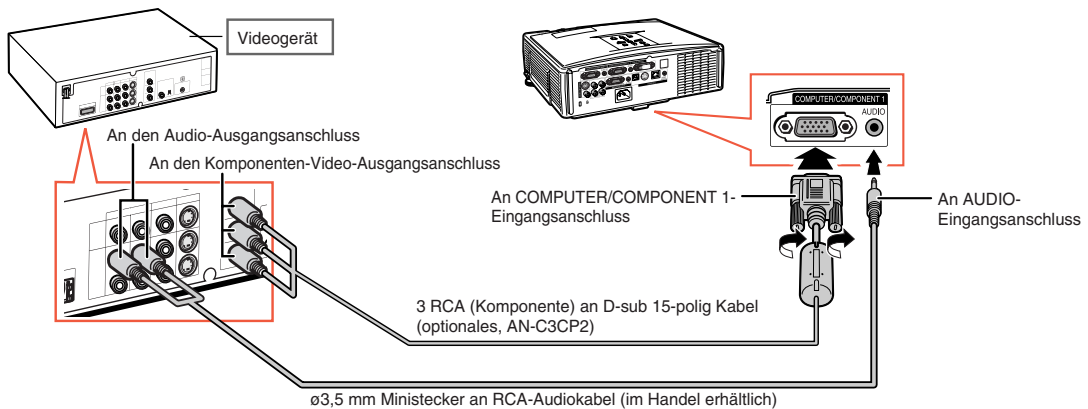 Videogerät
An den Audio-Ausgangsanschluss
An den Komponenten-Video-Ausgangsanschluss
COMPUTER/COMPONENT 1
AUDIO
An COMPUTER/COMPONENT 1-
Eingangsanschluss
An AUDIO-
Eingangsanschluss
3 RCA (Komponente) an D-sub 15-polig Kabel
(optionales, AN-C3CP2)
ø3,5 mm Ministecker an RCA-Audiokabel (im Handel erhältlich)